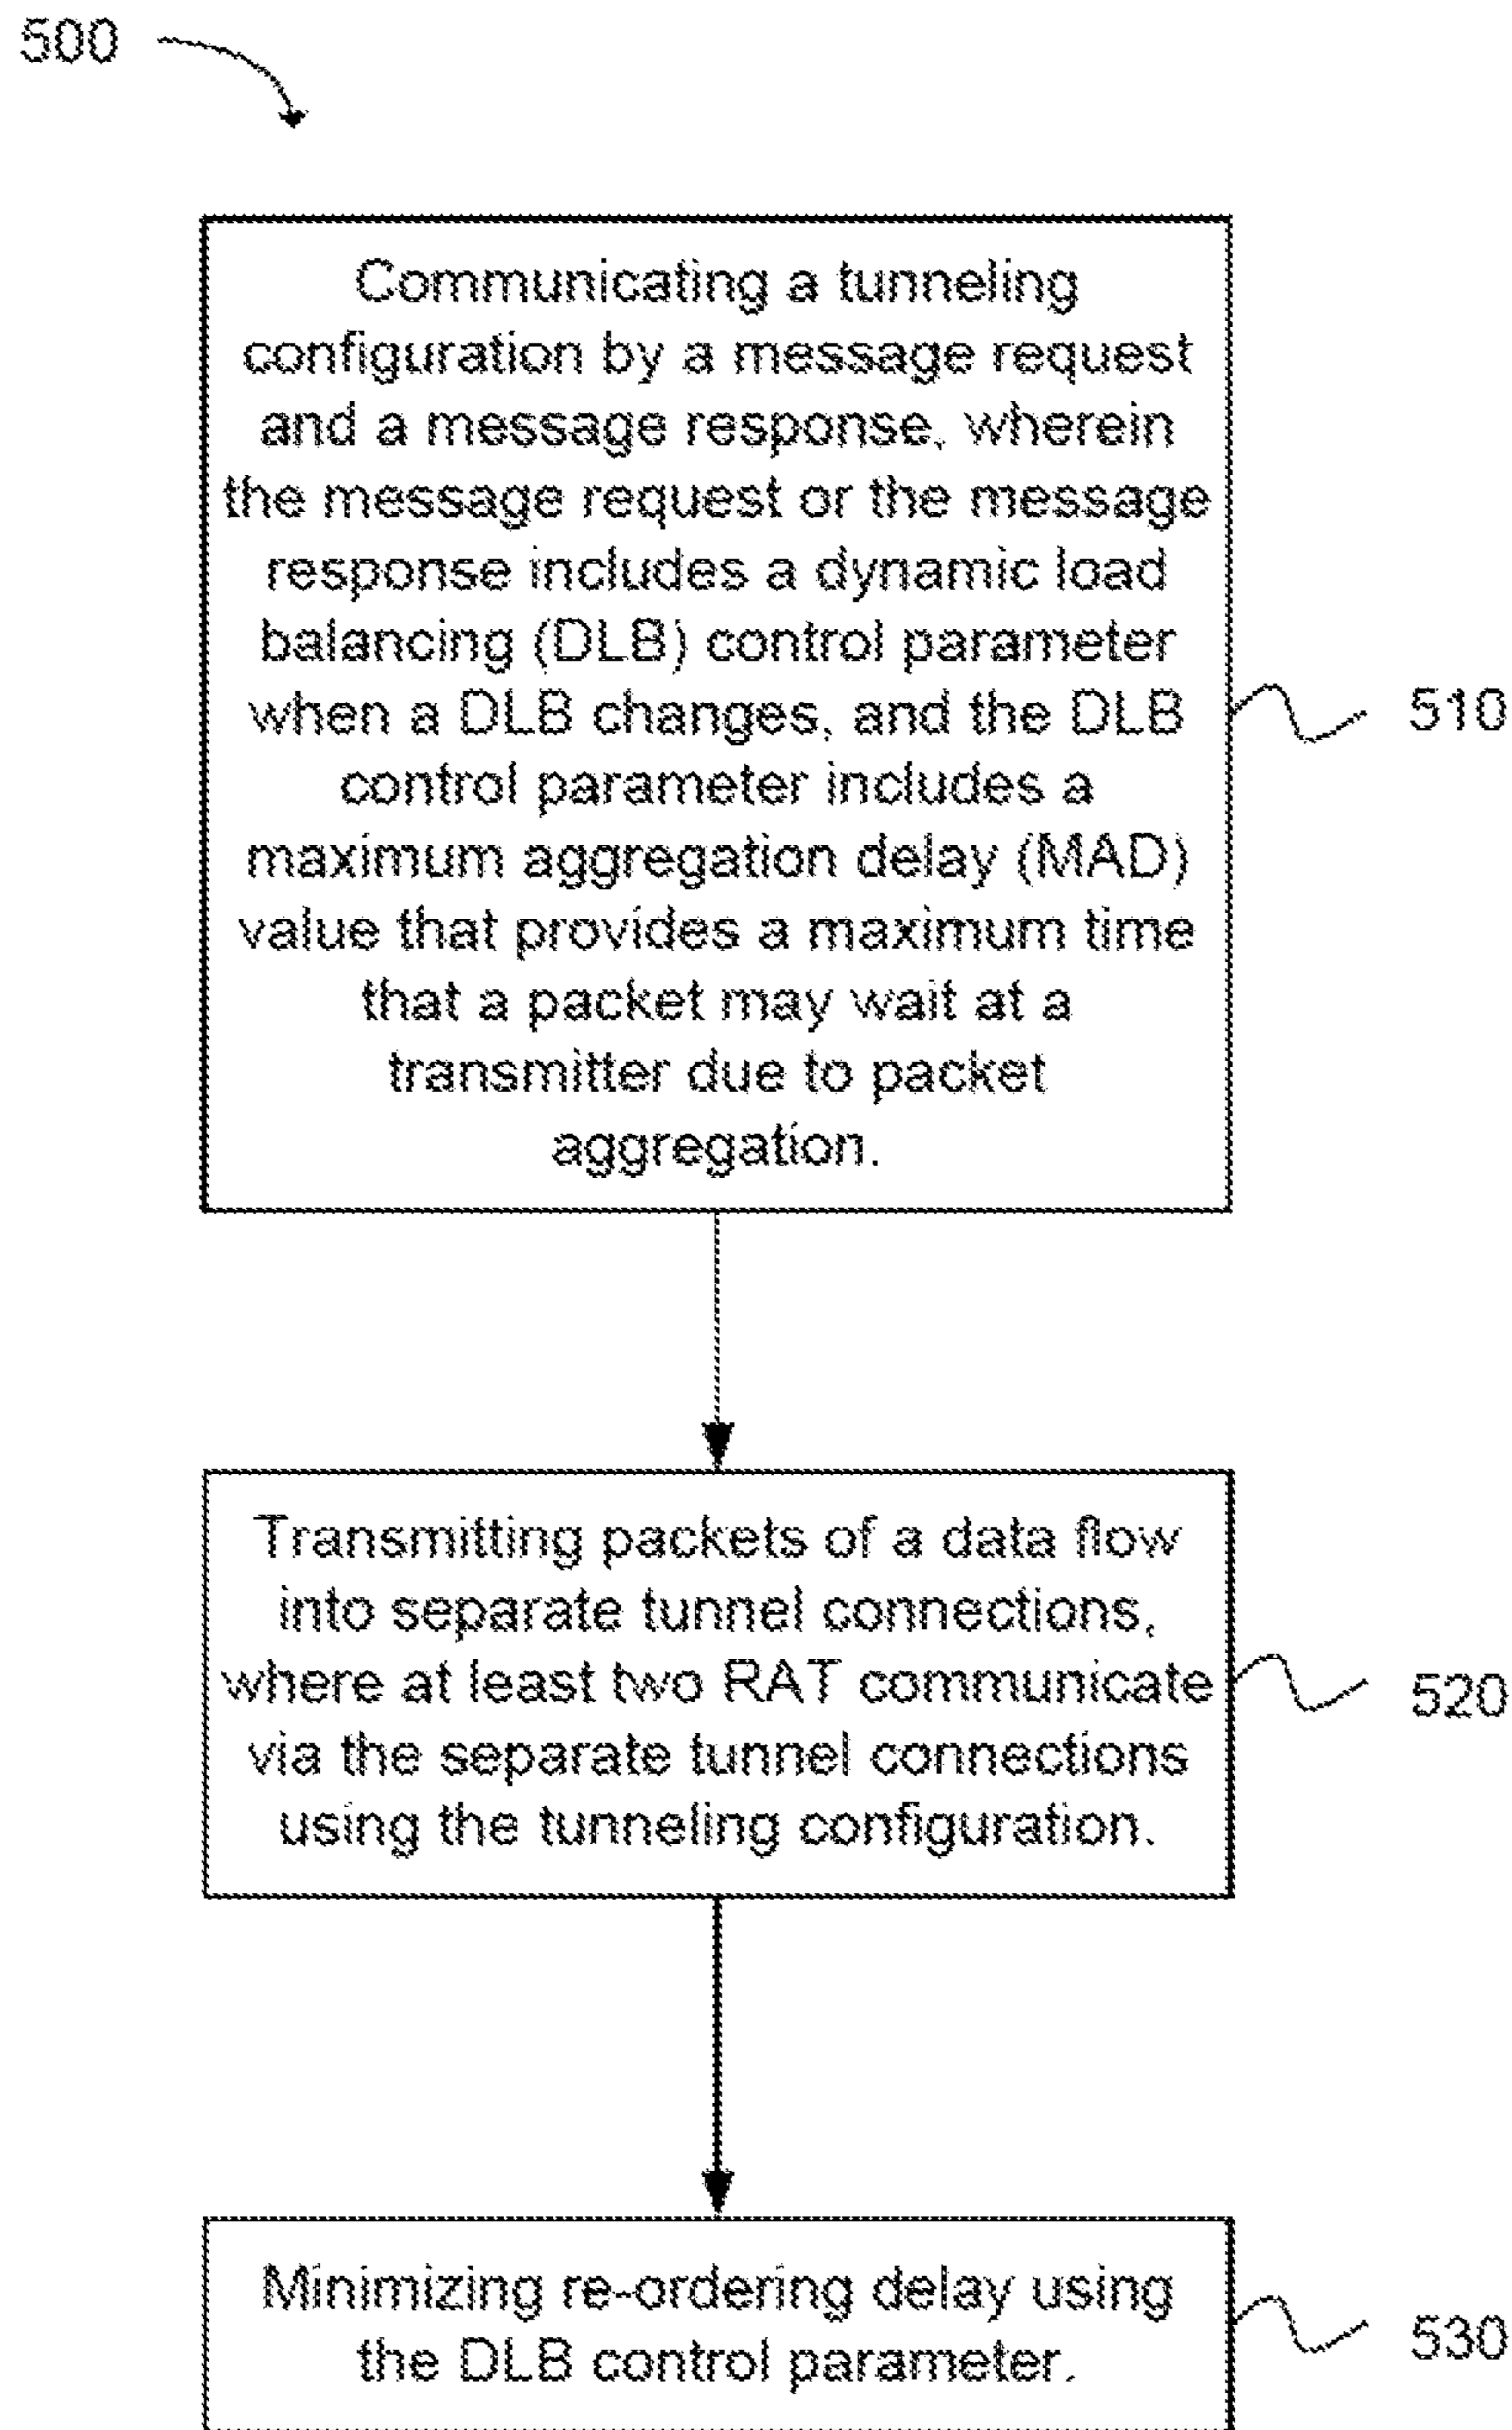 500
Communicating a tunneling
configuration by a message request
and a message response, wherein
the message request or the message
response includes a dynamic load
balancing (DLB) control parameter
when a DLB changes, and the DLB
control parameter includes a
maximum aggregation delay (MAD)
value that provides a maximum time
that a packet may wait at a
transmitter due to packet
aggregation.
510
Transmitting packets of a data flow
into separate tunnel connections,
where at least two RAT communicate
via the separate tunnel connections
using the tunneling configuration.
520
Minimizing re-ordering delay using
the DLB control parameter.
530